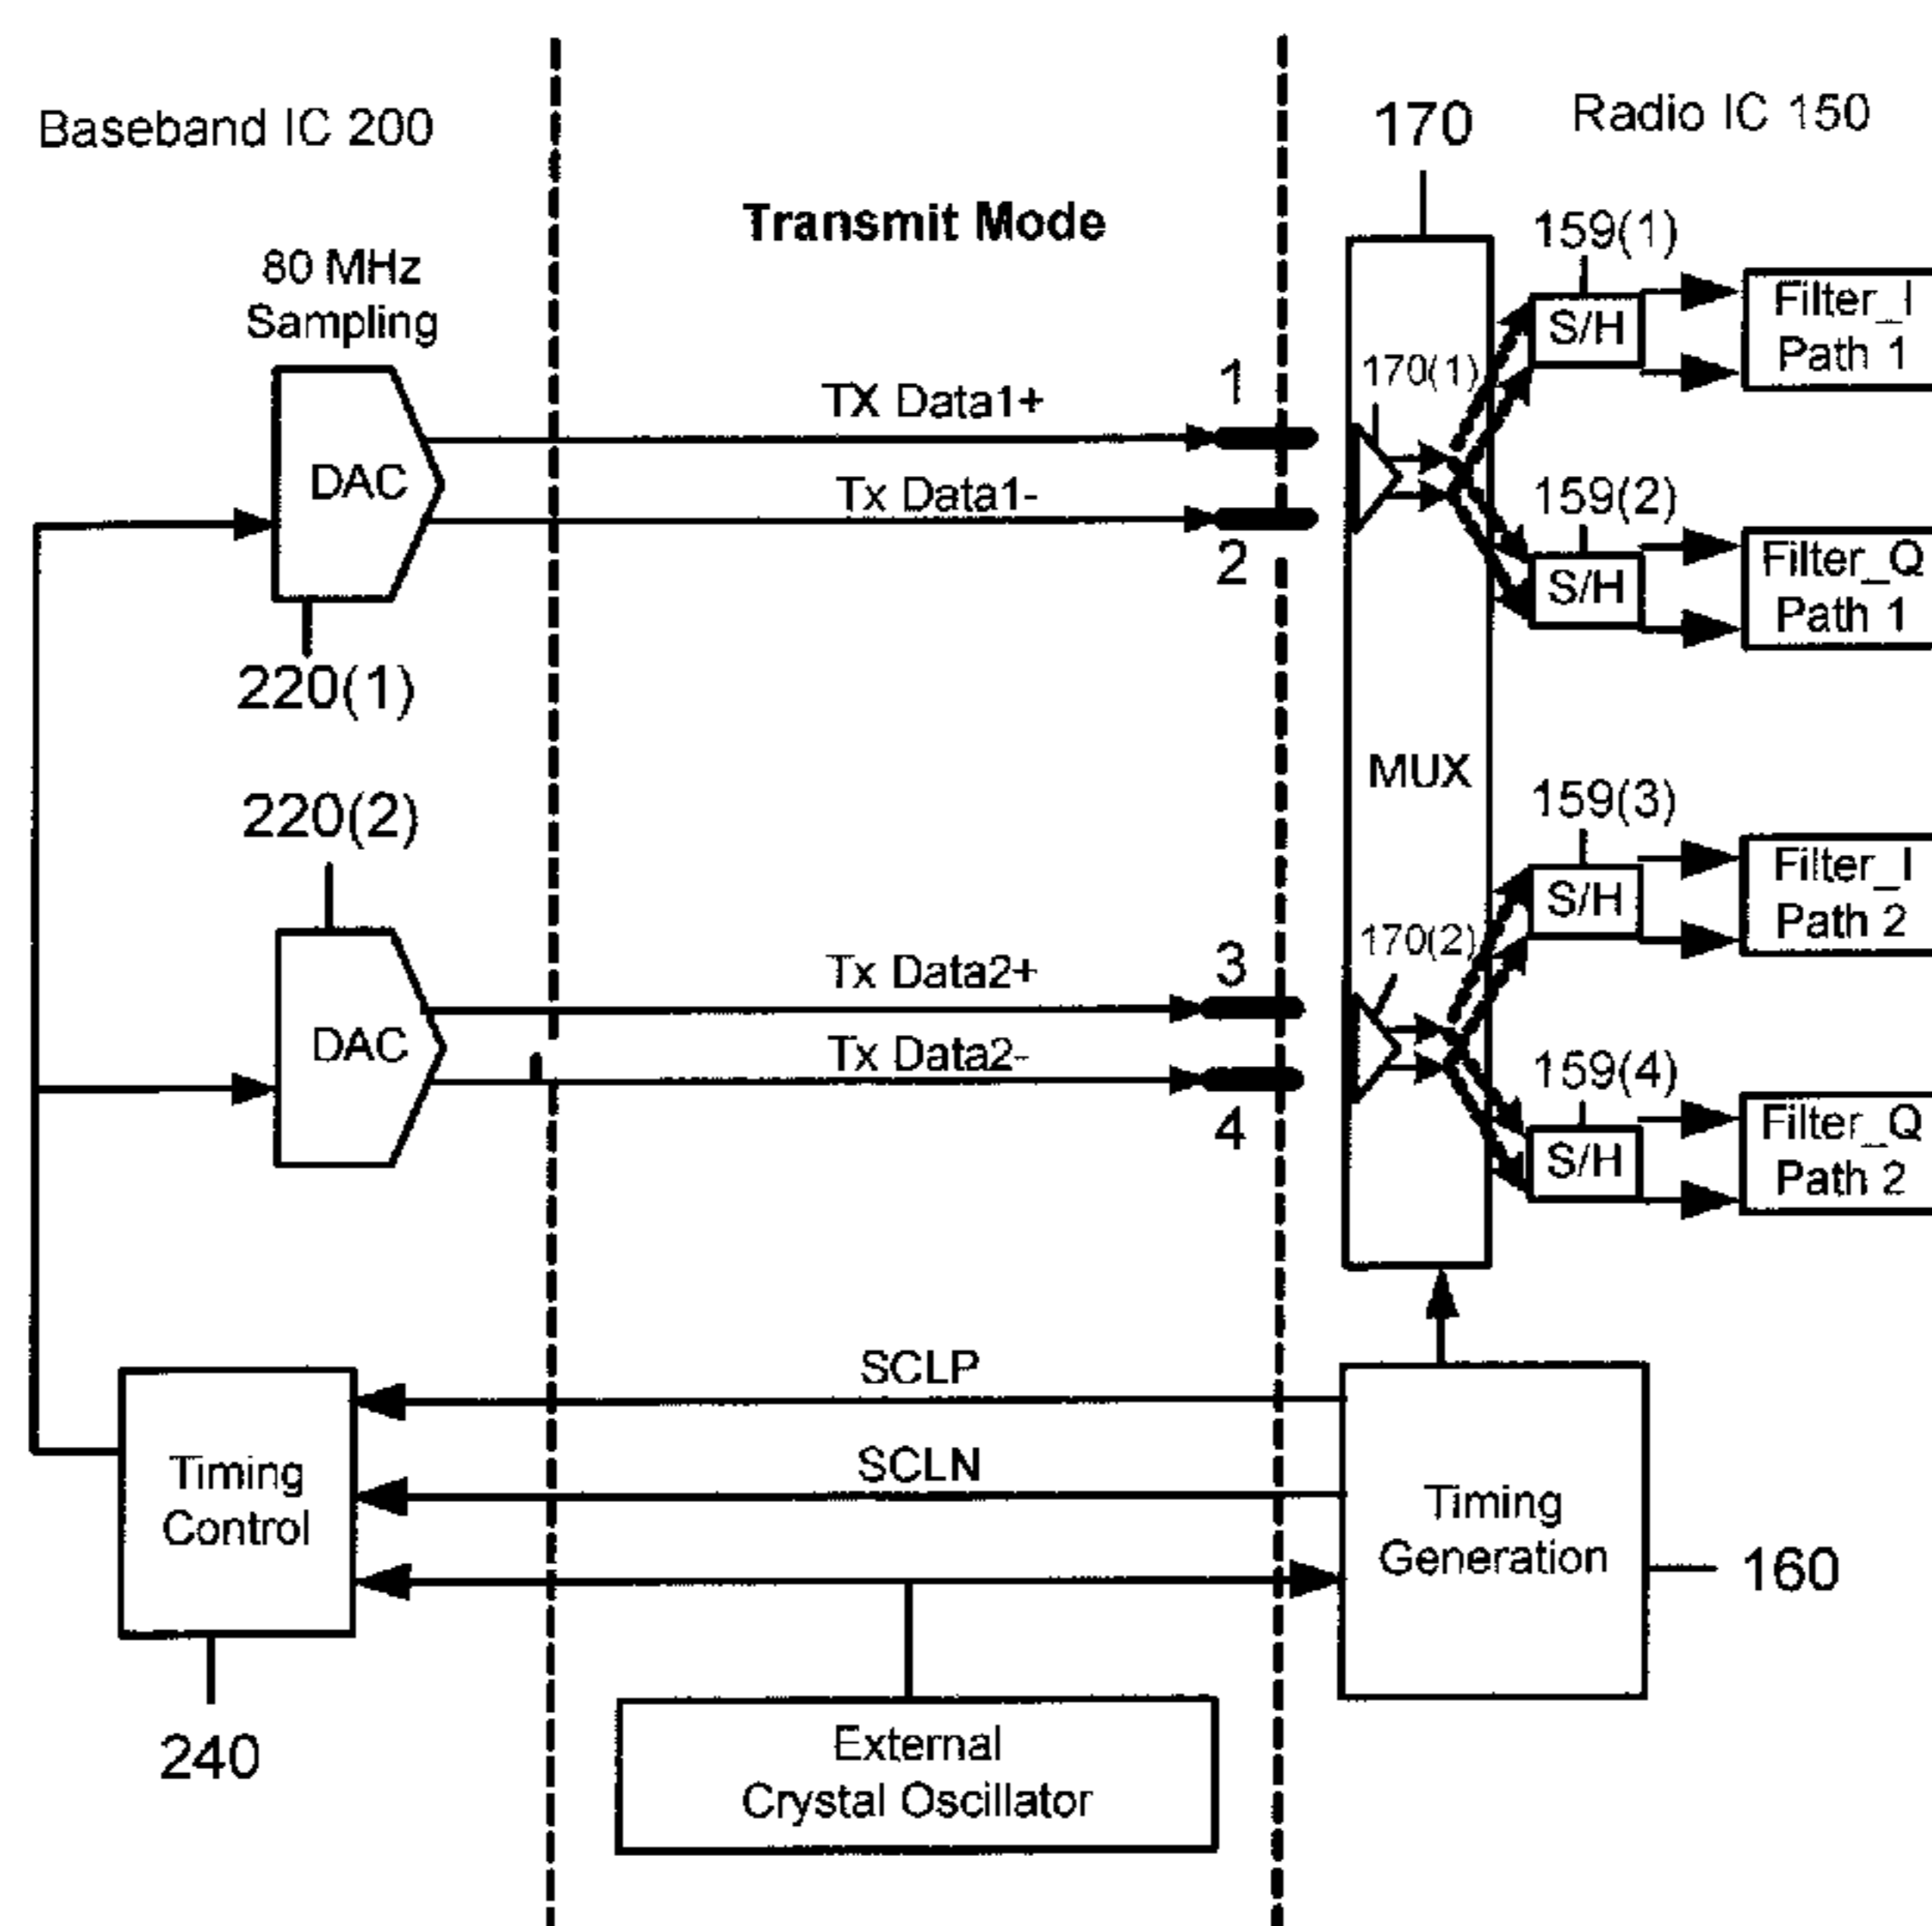 Baseband IC 200
Transmit Mode
170
Radio IC 150
80 MHz
Sampling
DAC
220(1)
TX Data1+
Tx Data1-
1
2
170(1)
159(1)
S/H
Filter_I
Path 1
159(2)
S/H
Filter_Q
Path 1
MUX
220(2)
DAC
Tx Data2+
Tx Data2-
3
4
170(2)
159(3)
S/H
Filter_I
Path 2
159(4)
S/H
Filter_Q
Path 2
SCLP
SCLN
Timing
Control
240
Timing
Generation
160
External
Crystal Oscillator